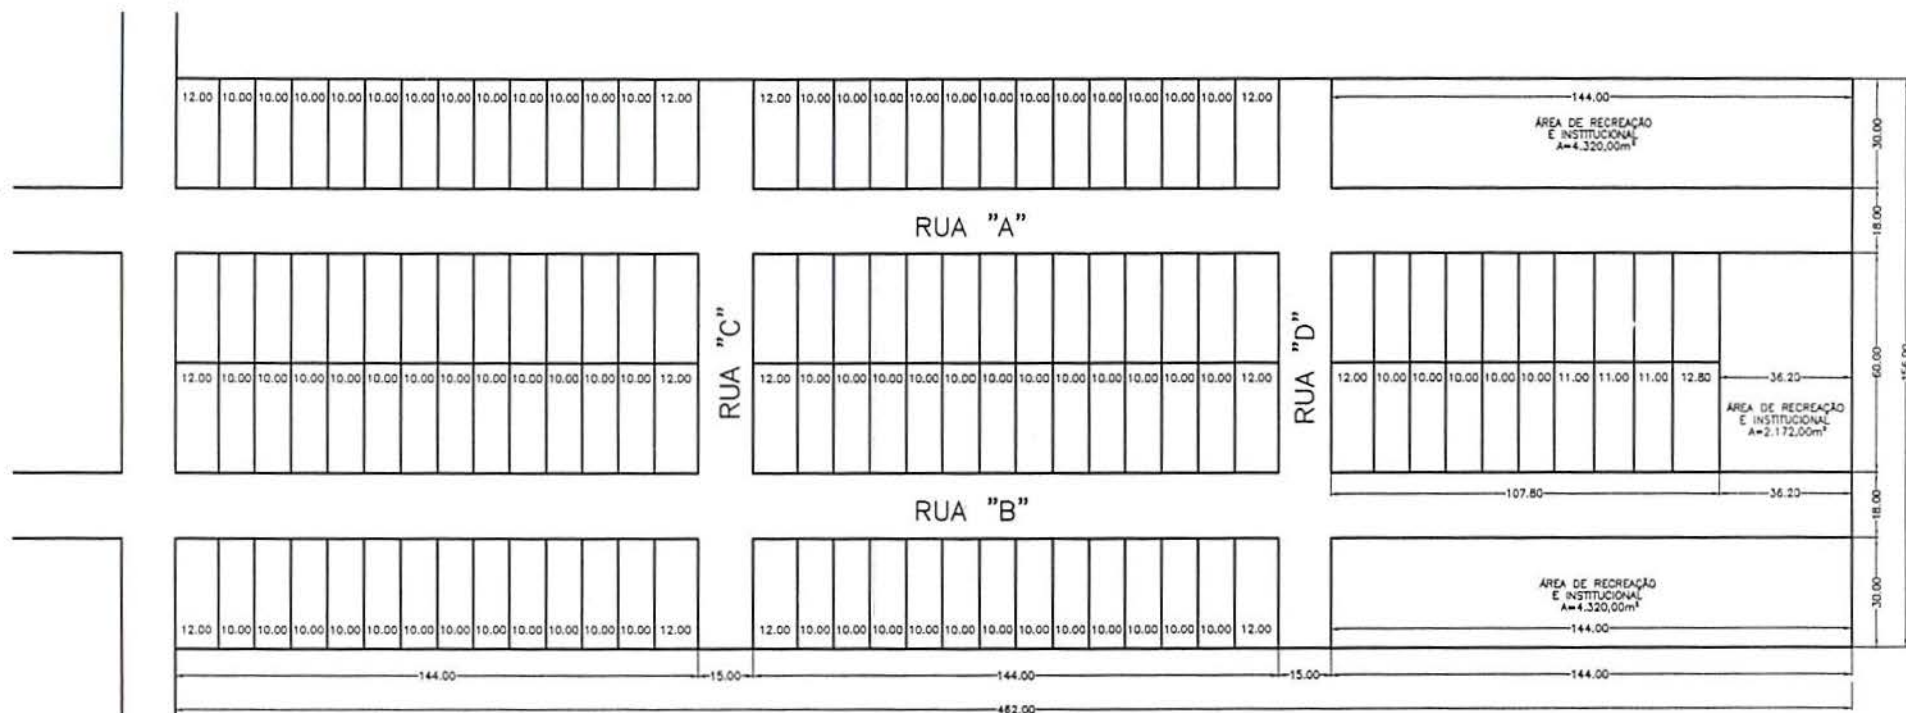 12.00 10.00 10.00 10.00 10.00 10.00 10.00 10.00 10.00 10.00 10.00 10.00 10.00 12.00
12.00 10.00 10.00 10.00 10.00 10.00 10.00 10.00 10.00 10.00 10.00 10.00 10.00 12.00
144.00
ÁREA DE RECREAÇÃO
E INSTITUCIONAL
A=4.320,00m²
30.00
RUA "A"
18.00
RUA "C"
RUA "D"
12.00 10.00 10.00 10.00 10.00 10.00 10.00 10.00 10.00 10.00 10.00 10.00 10.00 12.00
12.00 10.00 10.00 10.00 10.00 10.00 10.00 10.00 10.00 10.00 10.00 10.00 10.00 12.00
12.00 10.00 10.00 10.00 10.00 10.00 11.00 11.00 11.00 12.80
36.20
ÁREA DE RECREAÇÃO
E INSTITUCIONAL
A=2.172,00m²
60.00
156.00
107.80
36.20
RUA "B"
18.00
ÁREA DE RECREAÇÃO
E INSTITUCIONAL
A=4.320,00m²
30.00
12.00 10.00 10.00 10.00 10.00 10.00 10.00 10.00 10.00 10.00 10.00 10.00 10.00 12.00
12.00 10.00 10.00 10.00 10.00 10.00 10.00 10.00 10.00 10.00 10.00 10.00 10.00 12.00
144.00
144.00
15.00
144.00
15.00
144.00
462.00